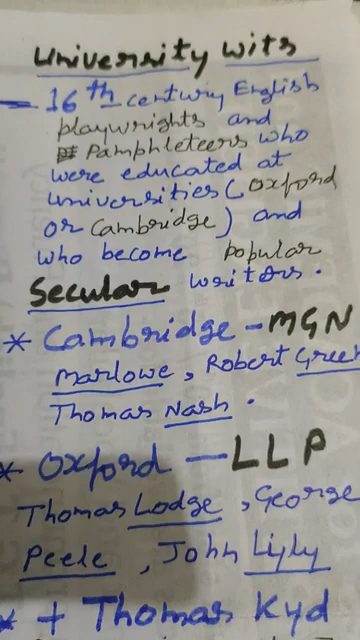 University wits
16th century English
playwrights and
Pamphleteers who
were educated at
universities (Oxford
or Cambridge) and
who become popular
Secular writers.
* Cambridge - MGN
Marlowe, Robert Green
Thomas Nash.
* Oxford - LLP
Thomas Lodge, George
Peele, John Lyly
* + Thomas Kyd